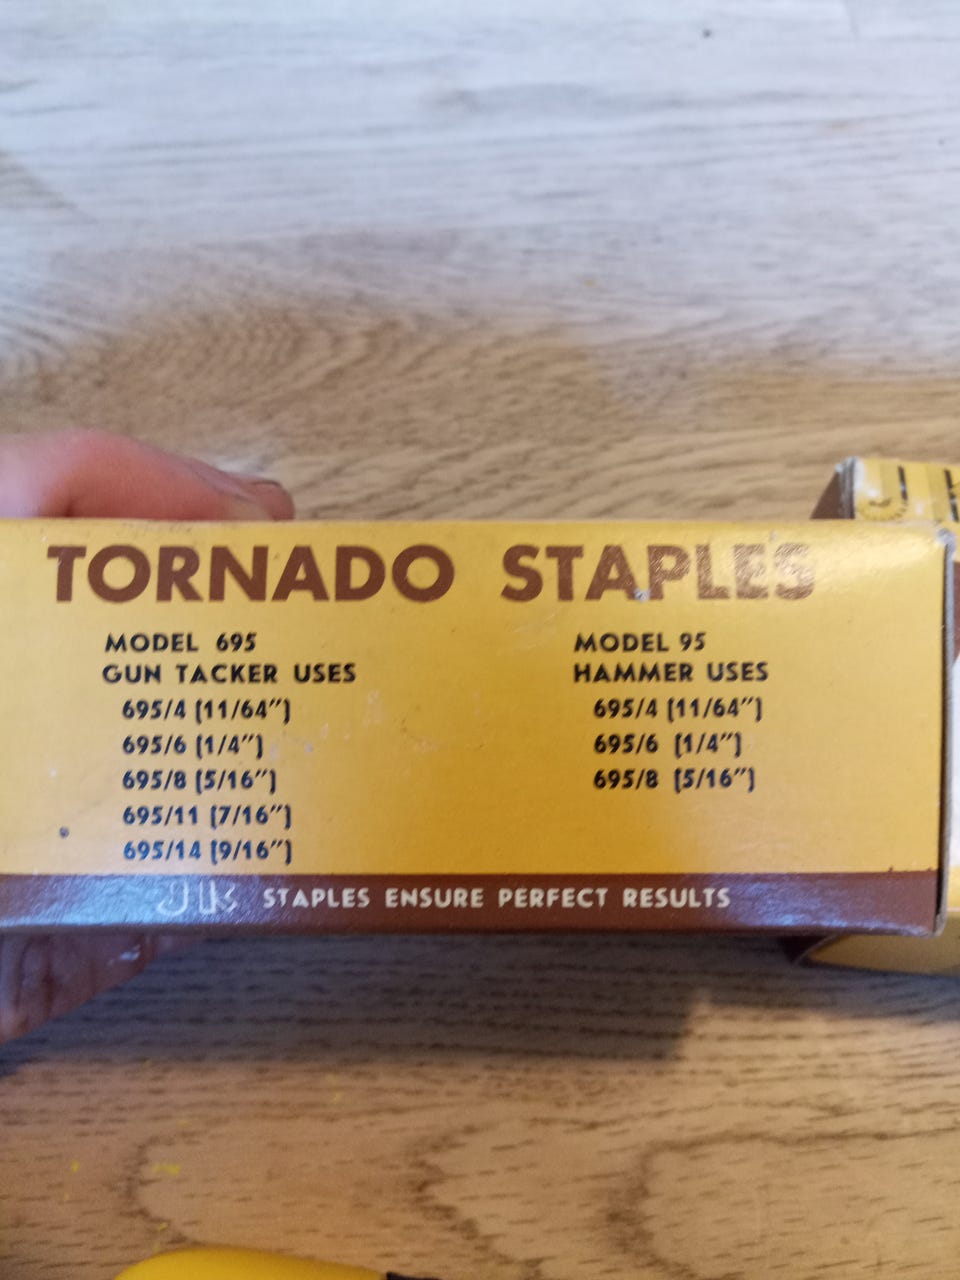 TORNADO STAPLES
MODEL 695
GUN TACKER USES
695/4 (11/64")
695/6 (1/4")
695/8 (5/16")
695/11 (7/16")
695/14 (9/16")
MODEL 95
HAMMER USES
695/4 (11/64")
695/6 (1/4")
695/8 (5/16")
JK STAPLES ENSURE PERFECT RESULTS